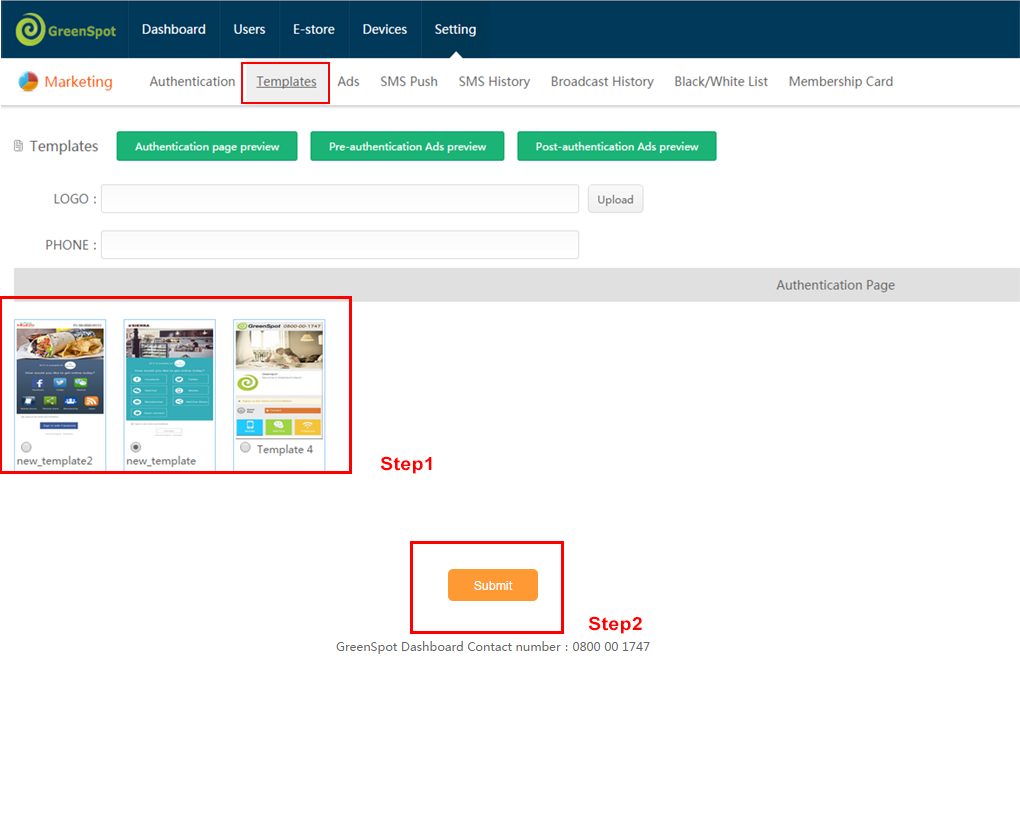 GreenSpot Dashboard Users E-store Devices Setting
Marketing Authentication Templates Ads SMS Push SMS History Broadcast History Black/White List Membership Card
Templates Authentication page preview Pre-authentication Ads preview Post-authentication Ads preview
LOGO : Upload
PHONE :
Authentication Page
GreenSpot 0800-00-1747
new_template2 new_template Template 4
Step1
Submit
Step2
GreenSpot Dashboard Contact number : 0800 00 1747